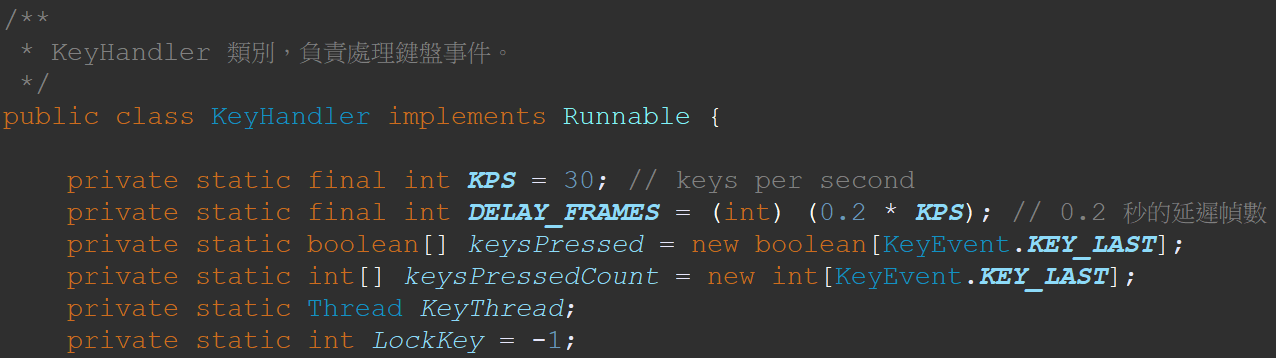 /**
 * KeyHandler 類別，負責處理鍵盤事件。
 */
public class KeyHandler implements Runnable {
    private static final int KPS = 30; // keys per second
    private static final int DELAY_FRAMES = (int) (0.2 * KPS); // 0.2 秒的延遲幀數
    private static boolean[] keysPressed = new boolean[KeyEvent.KEY_LAST];
    private static int[] keysPressedCount = new int[KeyEvent.KEY_LAST];
    private static Thread KeyThread;
    private static int LockKey = -1;